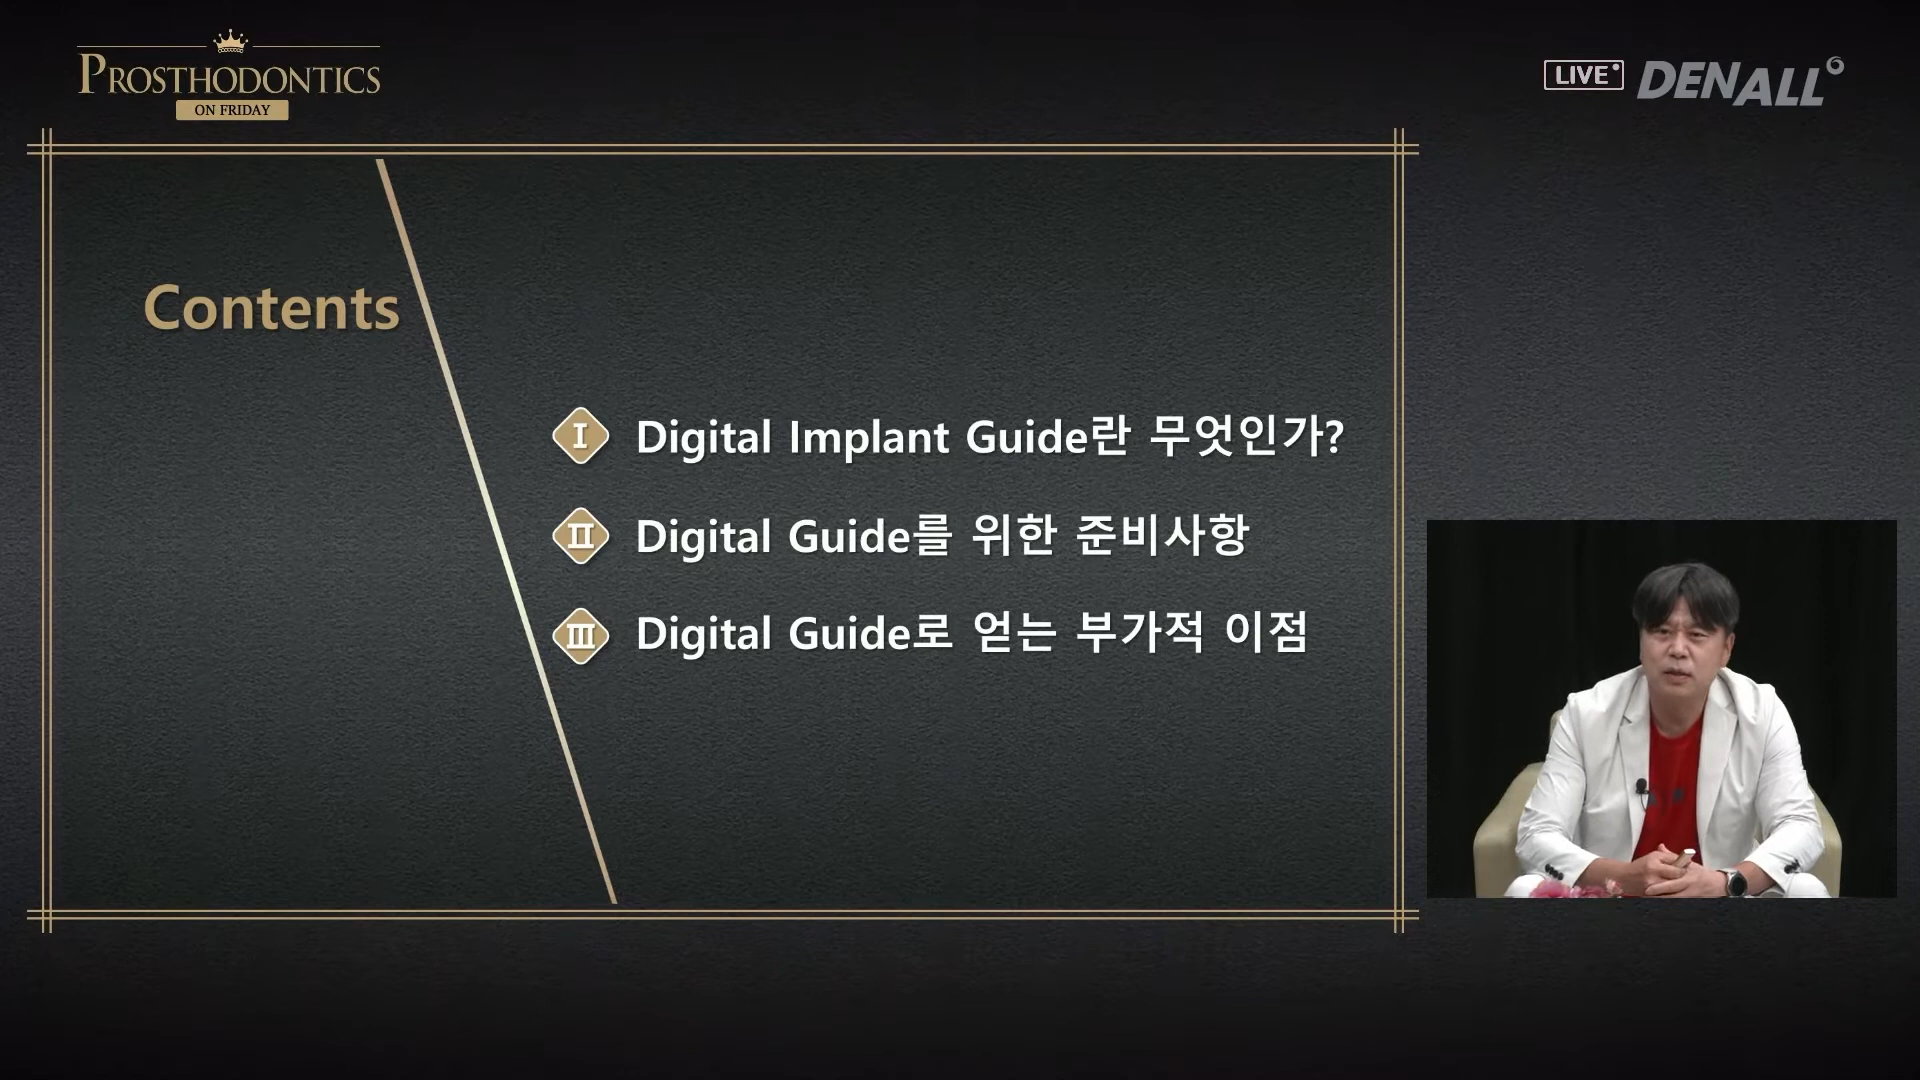 PROSTHODONTICS
ON FRIDAY
LIVE
DENALL
Contents
I Digital Implant Guide란 무엇인가?
II Digital Guide를 위한 준비사항
III Digital Guide로 얻는 부가적 이점